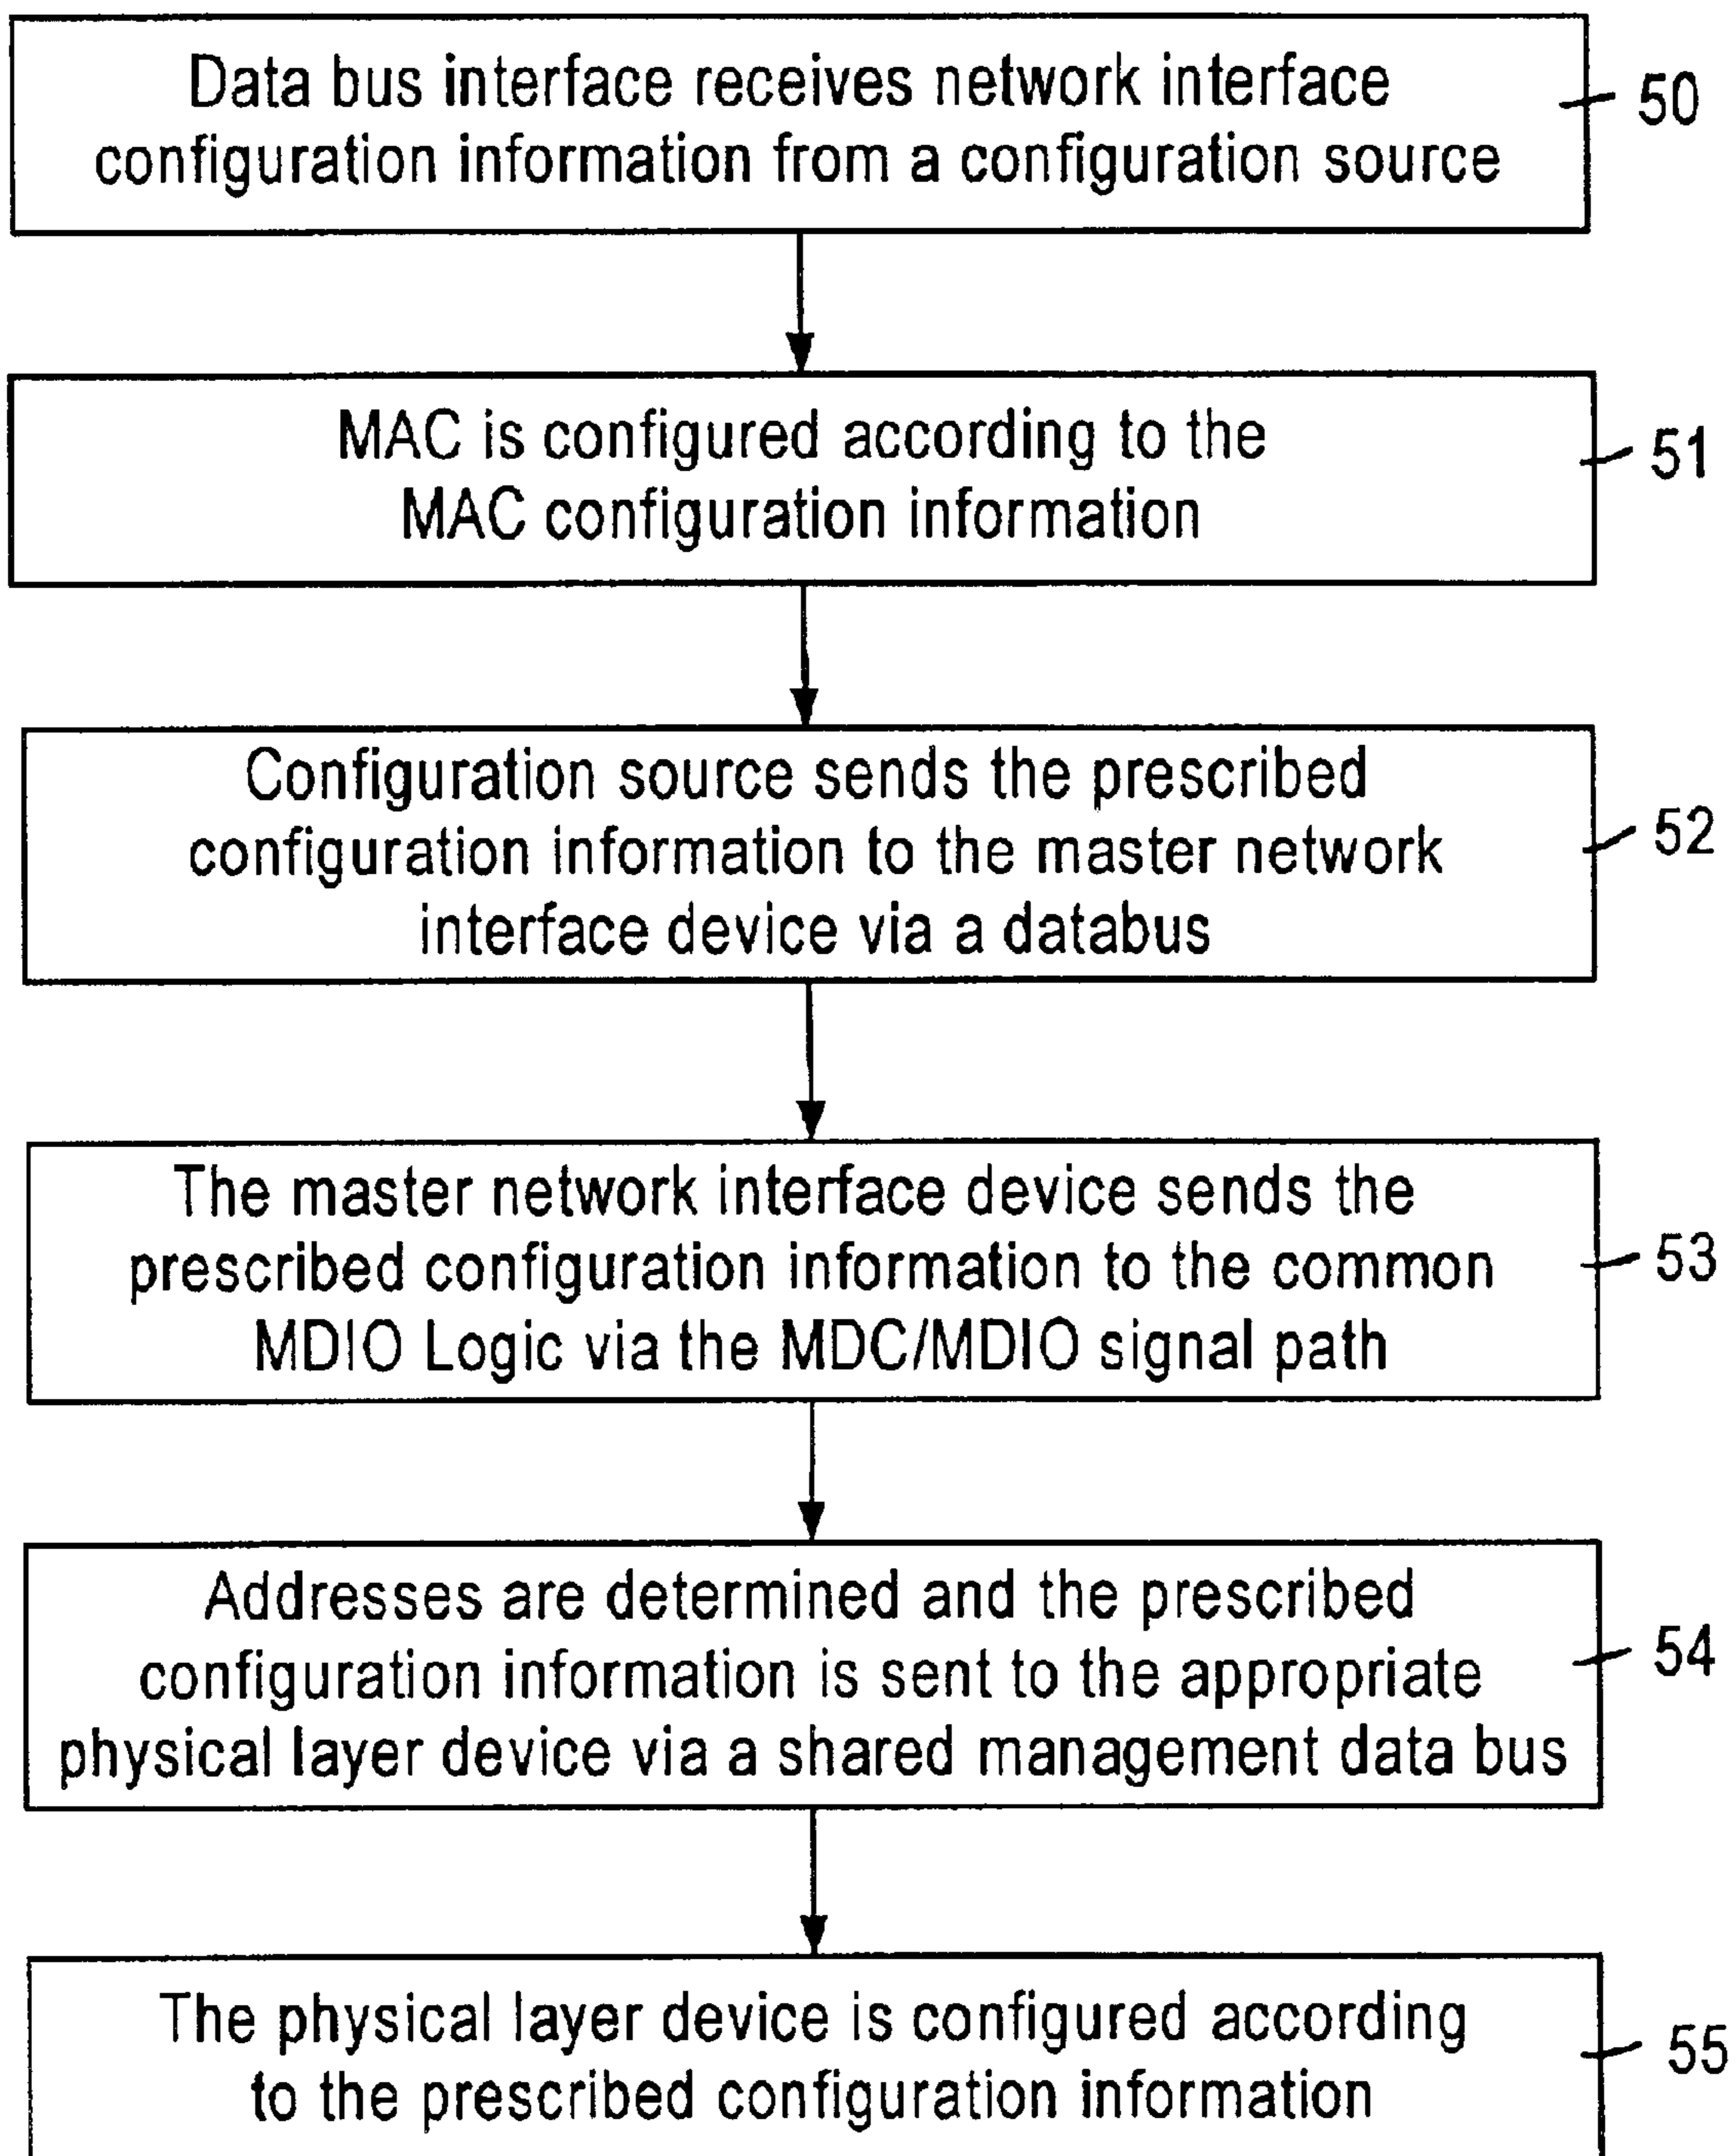 Data bus interface receives network interface
configuration information from a configuration source
50
MAC is configured according to the
MAC configuration information
51
Configuration source sends the prescribed
configuration information to the master network
interface device via a databus
52
The master network interface device sends the
prescribed configuration information to the common
MDIO Logic via the MDC/MDIO signal path
53
Addresses are determined and the prescribed
configuration information is sent to the appropriate
physical layer device via a shared management data bus
54
The physical layer device is configured according
to the prescribed configuration information
55